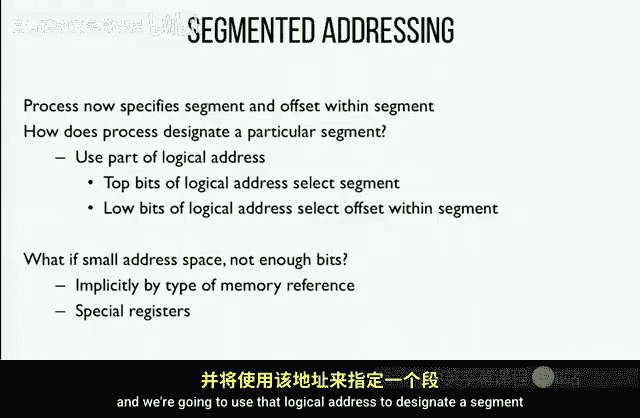 SEGMENTED ADDRESSING
Process now specifies segment and offset within segment
How does process designate a particular segment?
– Use part of logical address
• Top bits of logical address select segment
• Low bits of logical address select offset within segment
What if small address space, not enough bits?
– Implicitly by type of memory reference
– Special registers
并将使用该地址来指定一个段
and we're going to use that logical address to designate a segment